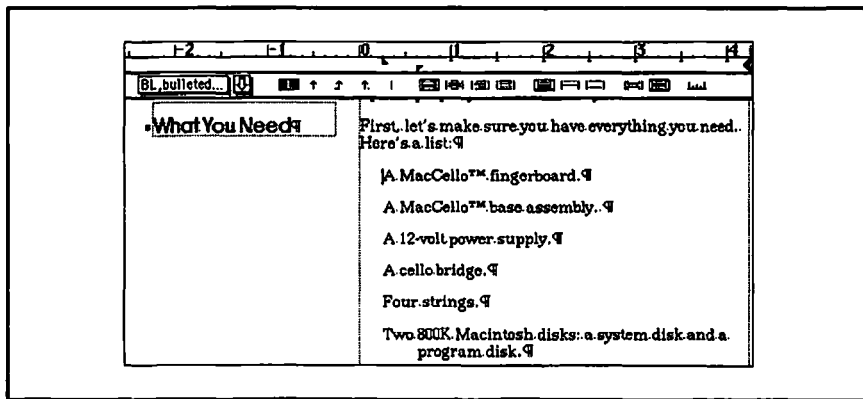 -2 -1 0 1 2 3 4
BL,bulleted...
What You Need¶
First, let's make sure you have everything you need.
Here's a list:¶
A MacCello™ fingerboard.¶
A MacCello™ base assembly.¶
A 12-volt power supply.¶
A cello bridge.¶
Four strings.¶
Two 800K Macintosh disks: a system disk and a
program disk.¶